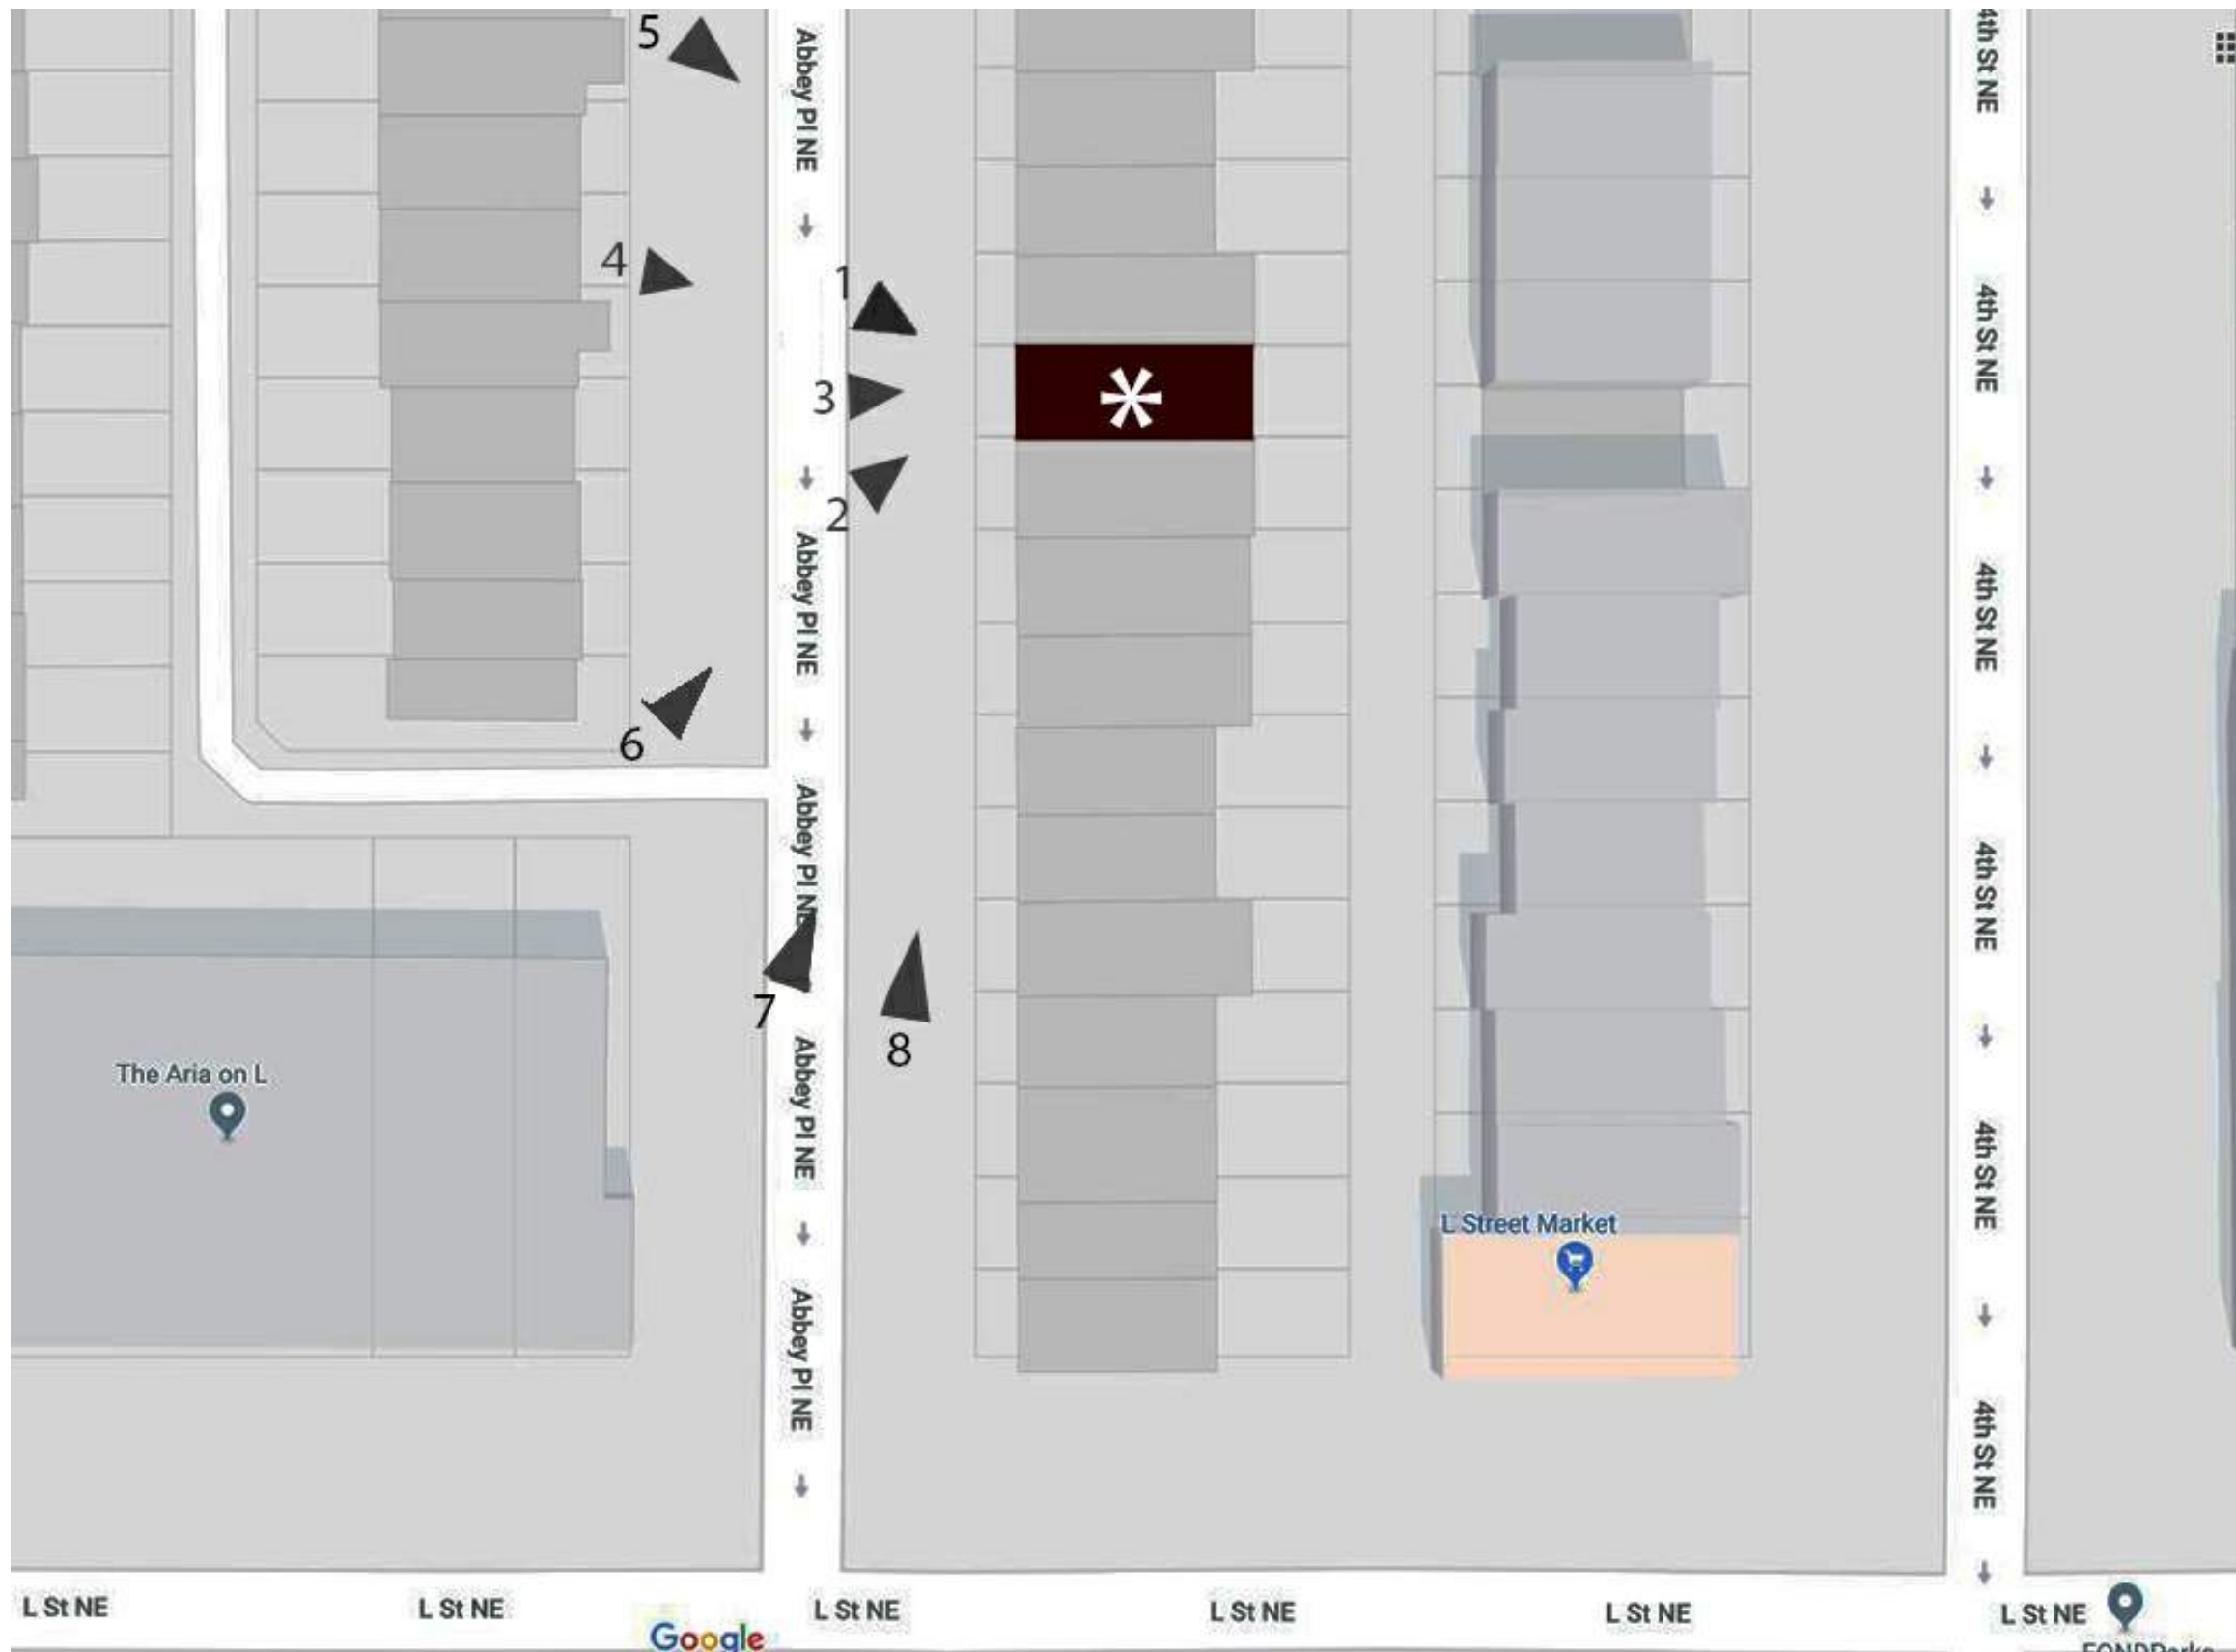 5
Abbey Pl NE
4th St NE
4
1
4th St NE
3
*
2
Abbey Pl NE
4th St NE
6
Abbey Pl NE
4th St NE
7
8
The Aria on L
Abbey Pl NE
4th St NE
L Street Market
Abbey Pl NE
4th St NE
L St NE
L St NE
L St NE
L St NE
L St NE
L St NE
Google